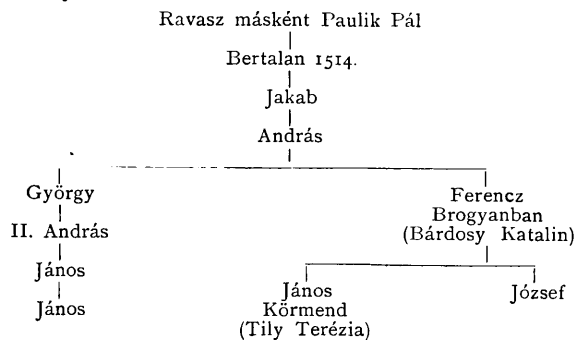 Ravasz másként Paulik Pál
Bertalan 1514.
Jakab
András
György
Ferencz
Brogyanban
(Bárdosy Katalin)
II. András
János
János
János
Körmend
(Tily Terézia)
József